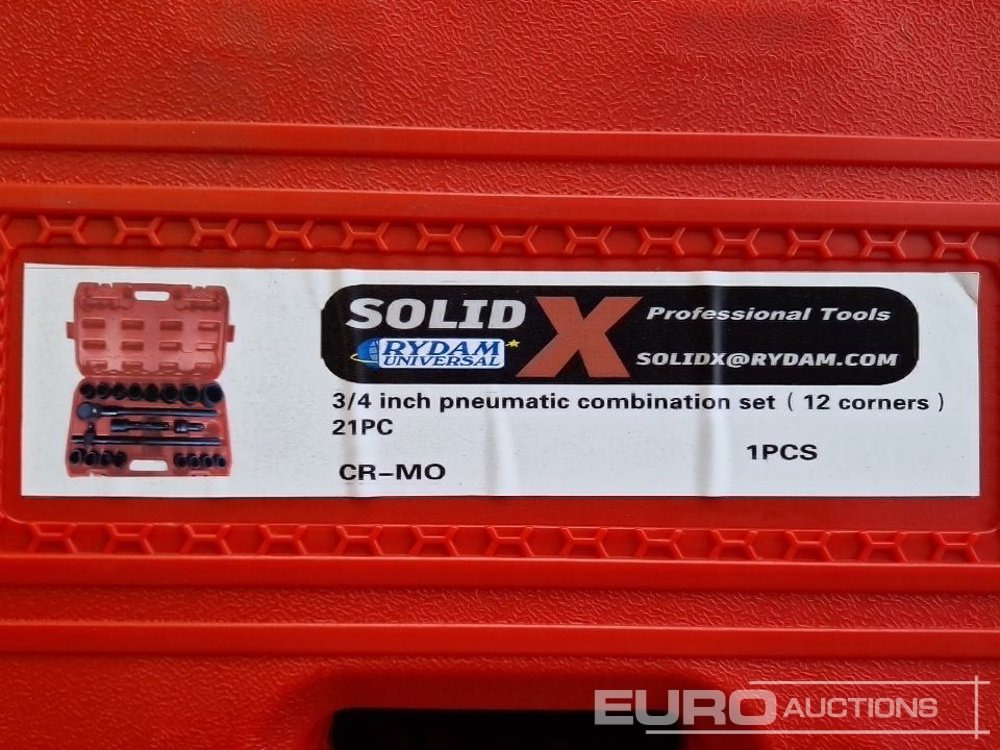 SOLID X Professional Tools
RYDAM
UNIVERSAL
SOLIDX@RYDAM.COM
3/4 inch pneumatic combination set ( 12 corners )
21PC
1PCS
CR-MO
EURO AUCTIONS